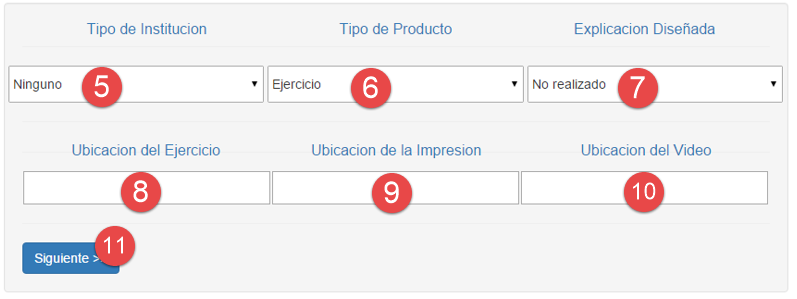 Tipo de Institucion Tipo de Producto Explicacion Diseñada
Ninguno 5 Ejercicio 6 No realizado 7
Ubicacion del Ejercicio Ubicacion de la Impresion Ubicacion del Video
8 9 10
Siguiente > 11